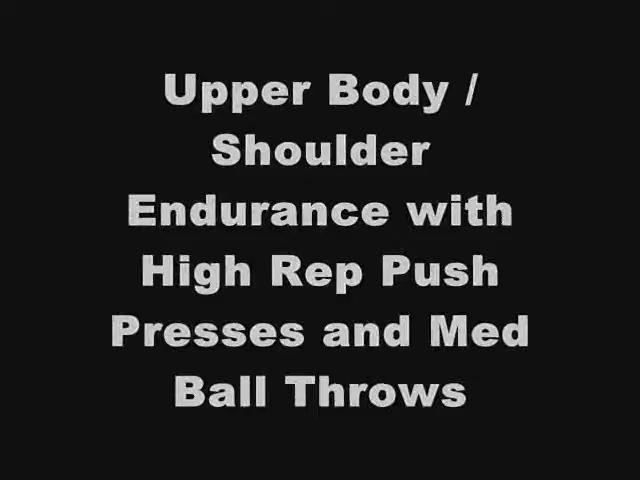 Upper Body /
Shoulder
Endurance with
High Rep Push
Presses and Med
Ball Throws